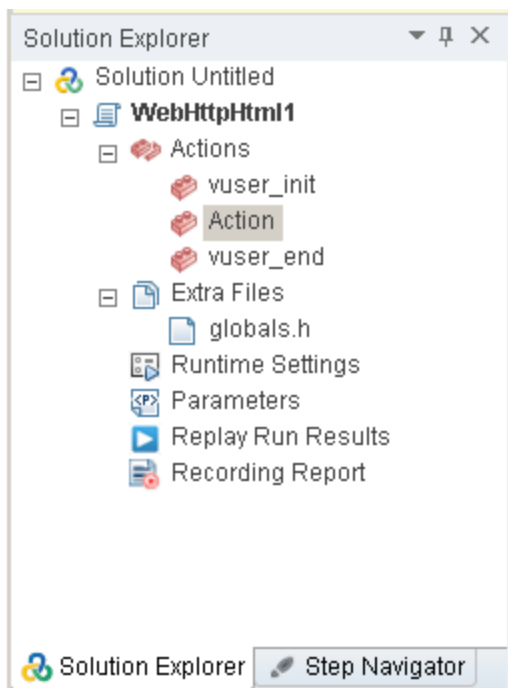 Solution Explorer
Solution Untitled
WebHttpHtml1
Actions
vuser_init
Action
vuser_end
Extra Files
globals.h
Runtime Settings
<P>
Parameters
Replay Run Results
Recording Report
Solution Explorer Step Navigator